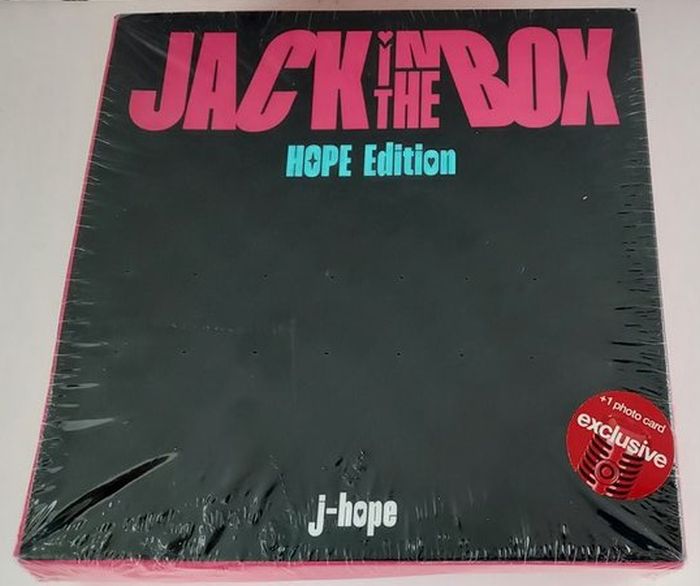 JACK IN THE BOX
HOPE Edition
+1 photo card
exclusive
j-hope